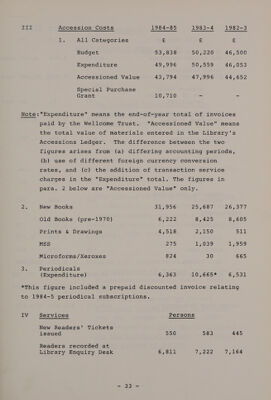 III Accession Costs 1984-85 1983-4 1982-3
1. All Categories £ £ £
Budget 53,838 50,220 46,500
Expenditure 49,996 50,559 46,053
Accessioned Value 43,794 47,996 44,652
Special Purchase
Grant 10,710 - -
Note: "Expenditure" means the end-of-year total of invoices
paid by the Wellcome Trust. "Accessioned Value" means
the total value of materials entered in the Library's
Accessions Ledger. The difference between the two
figures arises from (a) differing accounting periods,
(b) use of different foreign currency conversion
rates, and (c) the addition of transaction service
charges in the "Expenditure" total. The figures in
para. 2 below are "Accessioned Value" only.
2. New Books 31,956 25,687 26,377
Old Books (pre-1970) 6,222 8,425 8,605
Prints & Drawings 4,518 2,150 511
MSS 275 1,039 1,959
Microforms/Xeroxes 824 30 665
3. Periodicals
(Expenditure) 6,363 10,665* 6,531
*This figure included a prepaid discounted invoice relating
to 1984-5 periodical subscriptions.
IV Services Persons
New Readers' Tickets
issued 550 583 445
Readers recorded at
Library Enquiry Desk 6,811 7,222 7,164
- 33 -